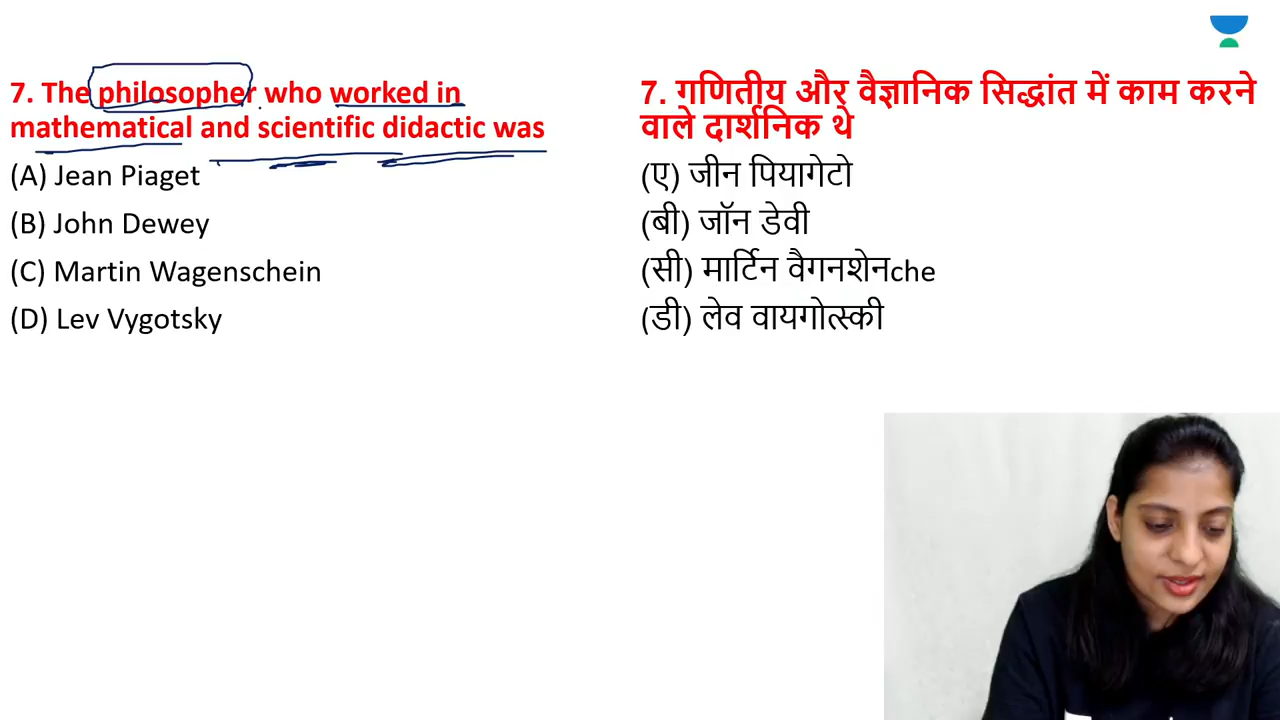 7. The philosopher who worked in
mathematical and scientific didactic was
(A) Jean Piaget
(B) John Dewey
(C) Martin Wagenschein
(D) Lev Vygotsky
7. गणितीय और वैज्ञानिक सिद्धांत में काम करने
वाले दार्शनिक थे
(ए) जीन पियागेटो
(बी) जॉन डेवी
(सी) मार्टिन वैगनशेनche
(डी) लेव वायगोत्स्की